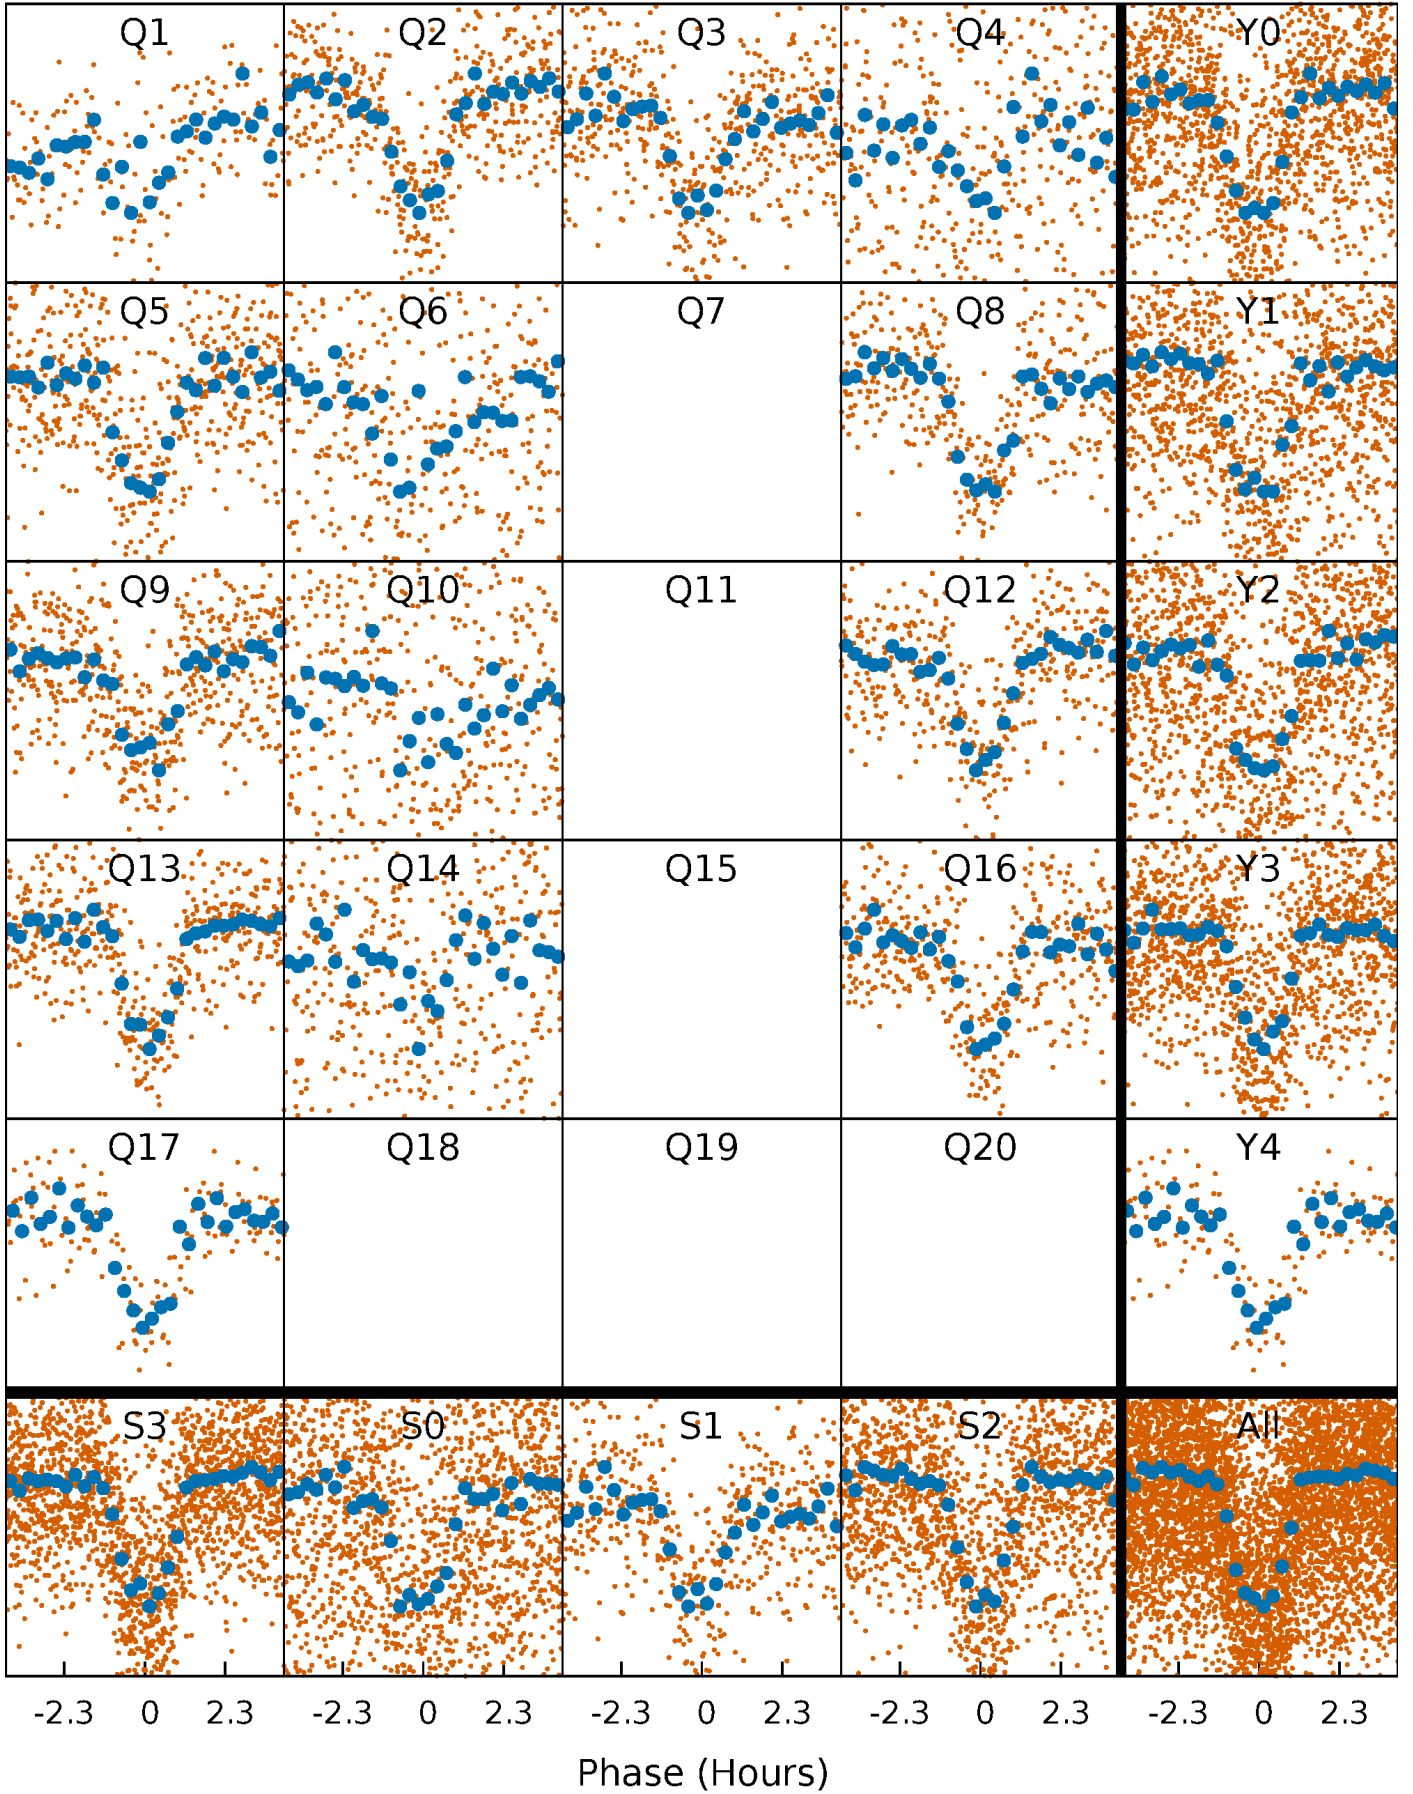 Q1 Q2 Q3 Q4 Y0
Q5 Q6 Q7 Q8 Y1
Q9 Q10 Q11 Q12 Y2
Q13 Q14 Q15 Q16 Y3
Q17 Q18 Q19 Q20 Y4
S3 S0 S1 S2 All
-2.3 0 2.3 -2.3 0 2.3 -2.3 0 2.3 -2.3 0 2.3 -2.3 0 2.3
Phase (Hours)